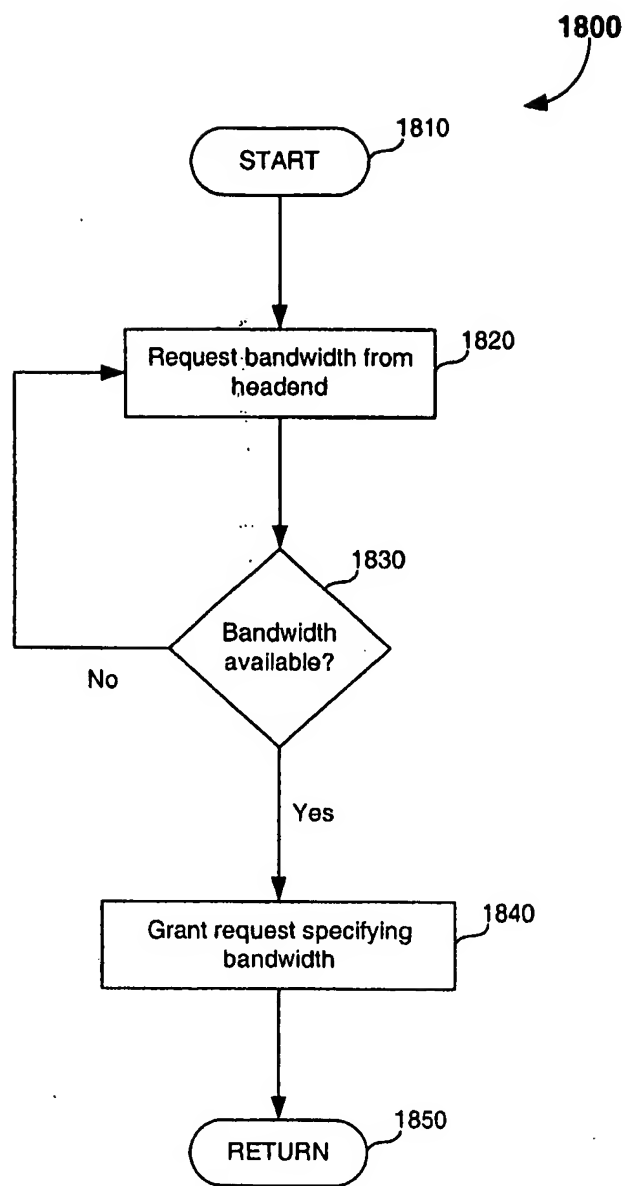 1800
START
1810
Request bandwidth from
headend
1820
Bandwidth
available?
1830
No
Yes
Grant request specifying
bandwidth
1840
RETURN
1850